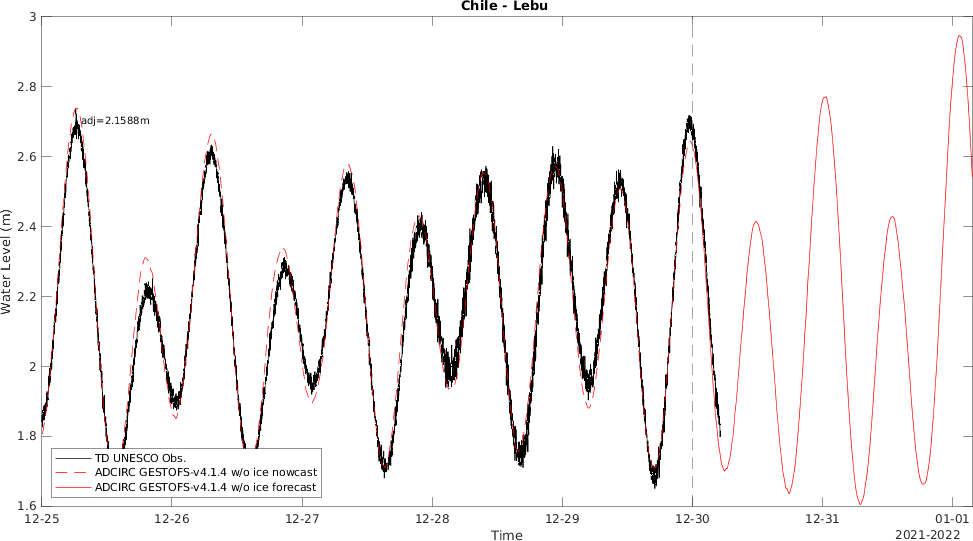 Chile - Lebu
3
2.8
2.6
2.4
2.2
2
1.8
1.6
Water Level (m)
adj=2.1588m
TD UNESCO Obs.
ADCIRC GESTOFS-v4.1.4 w/o ice nowcast
ADCIRC GESTOFS-v4.1.4 w/o ice forecast
12-25 12-26 12-27 12-28 12-29 12-30 12-31 01-01
Time
2021-2022